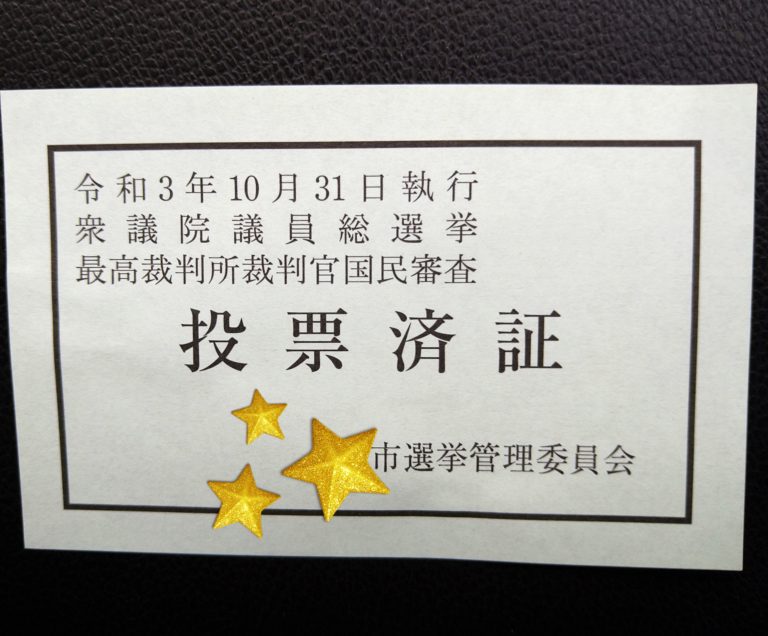 令和3年10月31日執行
衆議院議員総選挙
最高裁判所裁判官国民審査
投票済証
市選挙管理委員会